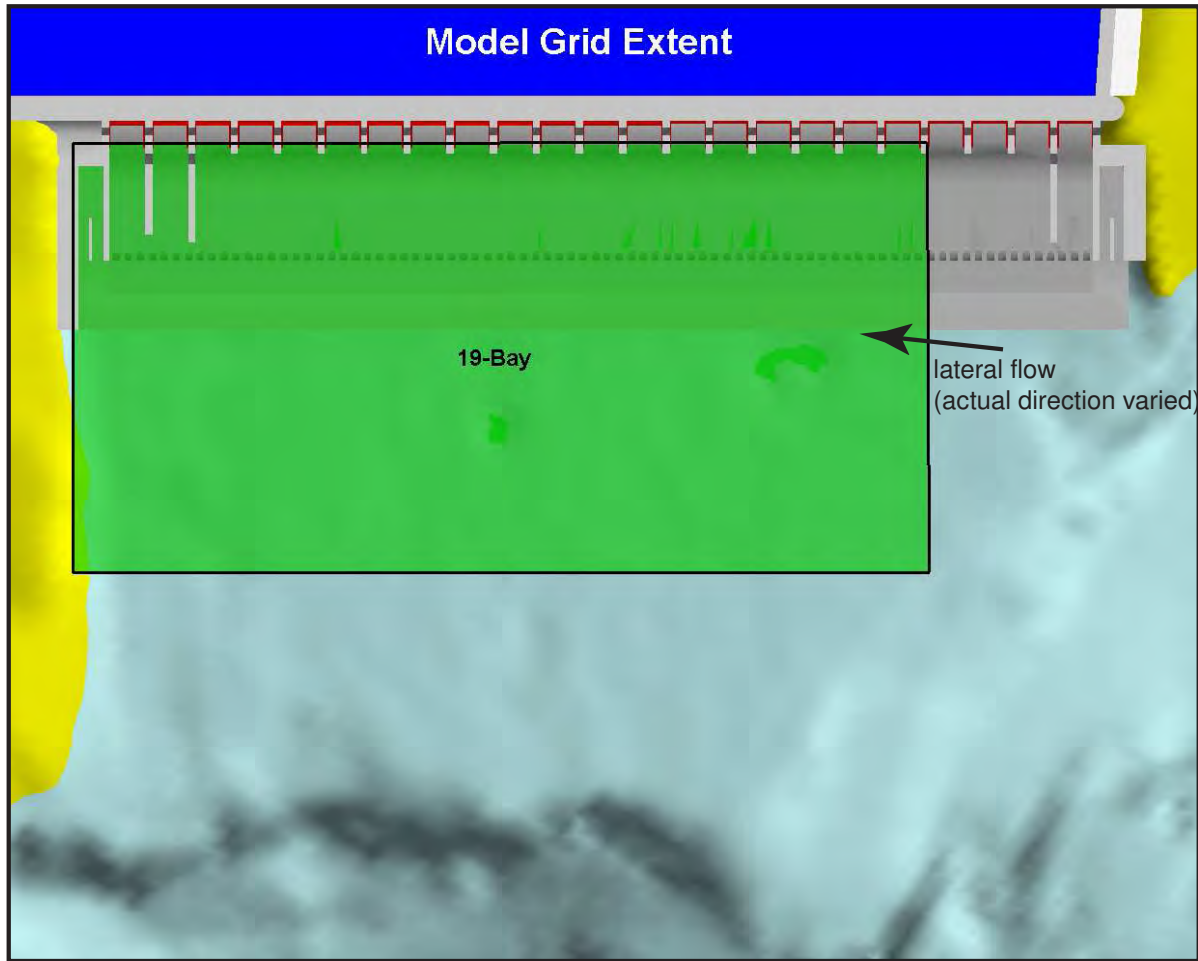 Model Grid Extent
19-Bay
lateral flow
(actual direction varied)